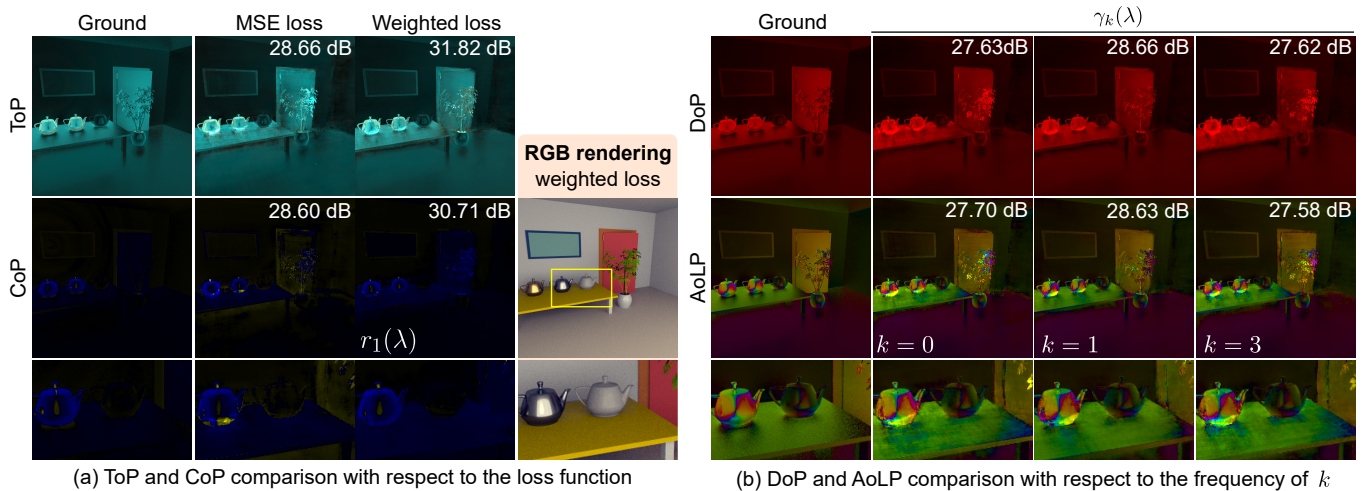 Ground MSE loss Weighted loss
28.66 dB 31.82 dB
ToP
RGB rendering
weighted loss
28.60 dB 30.71 dB
CoP
r₁(λ)
(a) ToP and CoP comparison with respect to the loss function
Ground γₖ(λ)
27.63dB 28.66 dB 27.62 dB
DoP
27.70 dB 28.63 dB 27.58 dB
AoLP
k = 0 k = 1 k = 3
(b) DoP and AoLP comparison with respect to the frequency of k